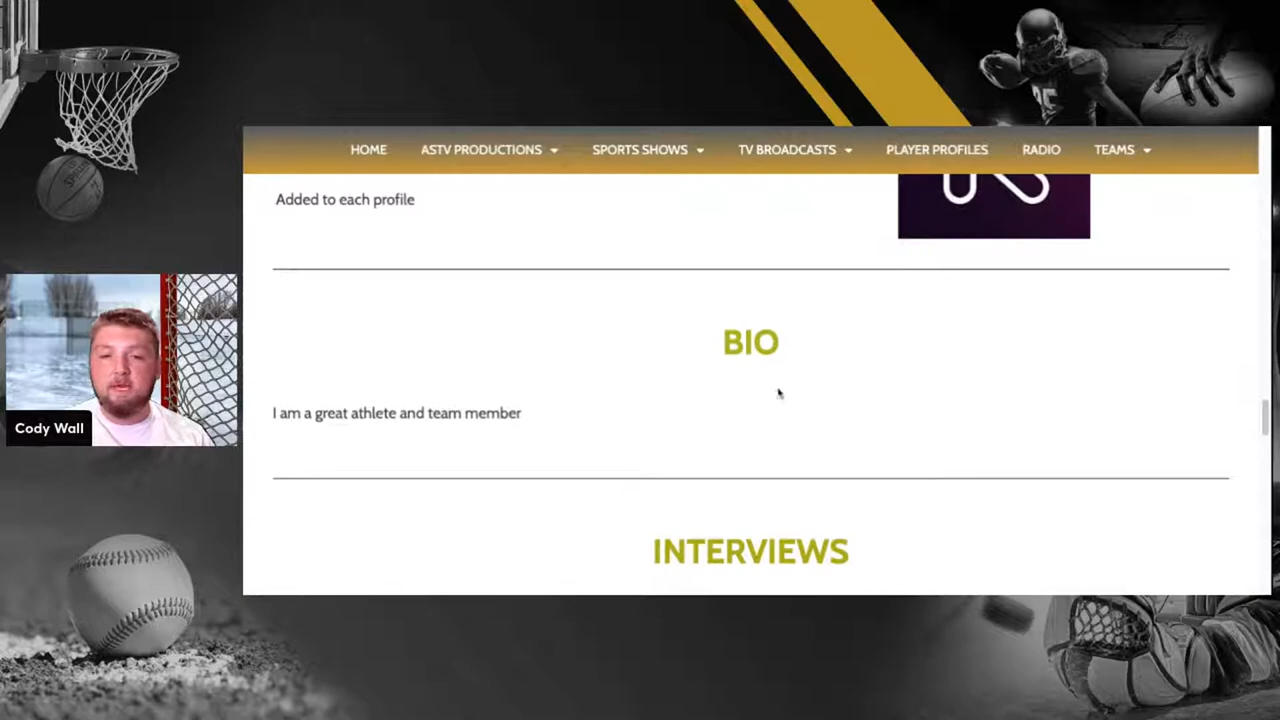 HOME ASTV PRODUCTIONS SPORTS SHOWS TV BROADCASTS PLAYER PROFILES RADIO TEAMS
Added to each profile
BIO
I am a great athlete and team member
INTERVIEWS
Cody Wall